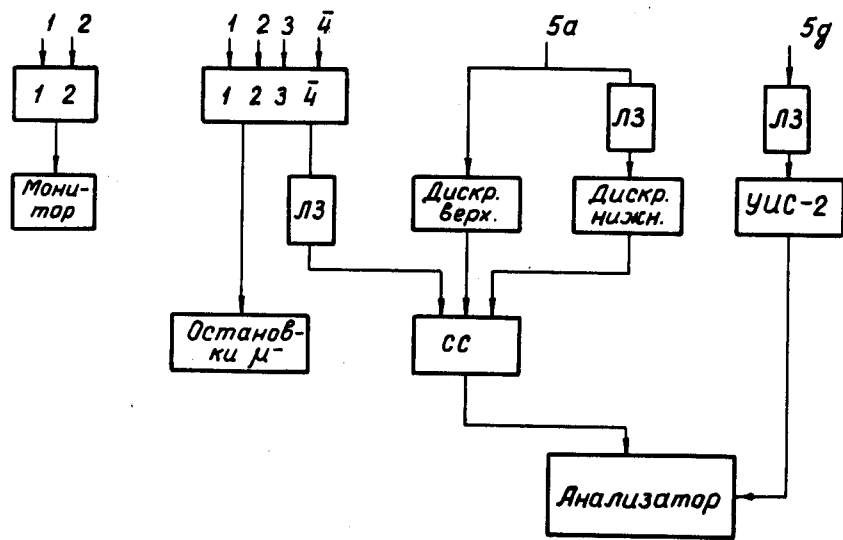 1 2
1 2
Мони-
тор
1 2 3 4̄
1 2 3 4̄
ЛЗ
Останов-
ки μ⁻
5а
ЛЗ
Дискр.
верх.
Дискр.
нижн.
СС
5д
ЛЗ
УИС-2
Анализатор